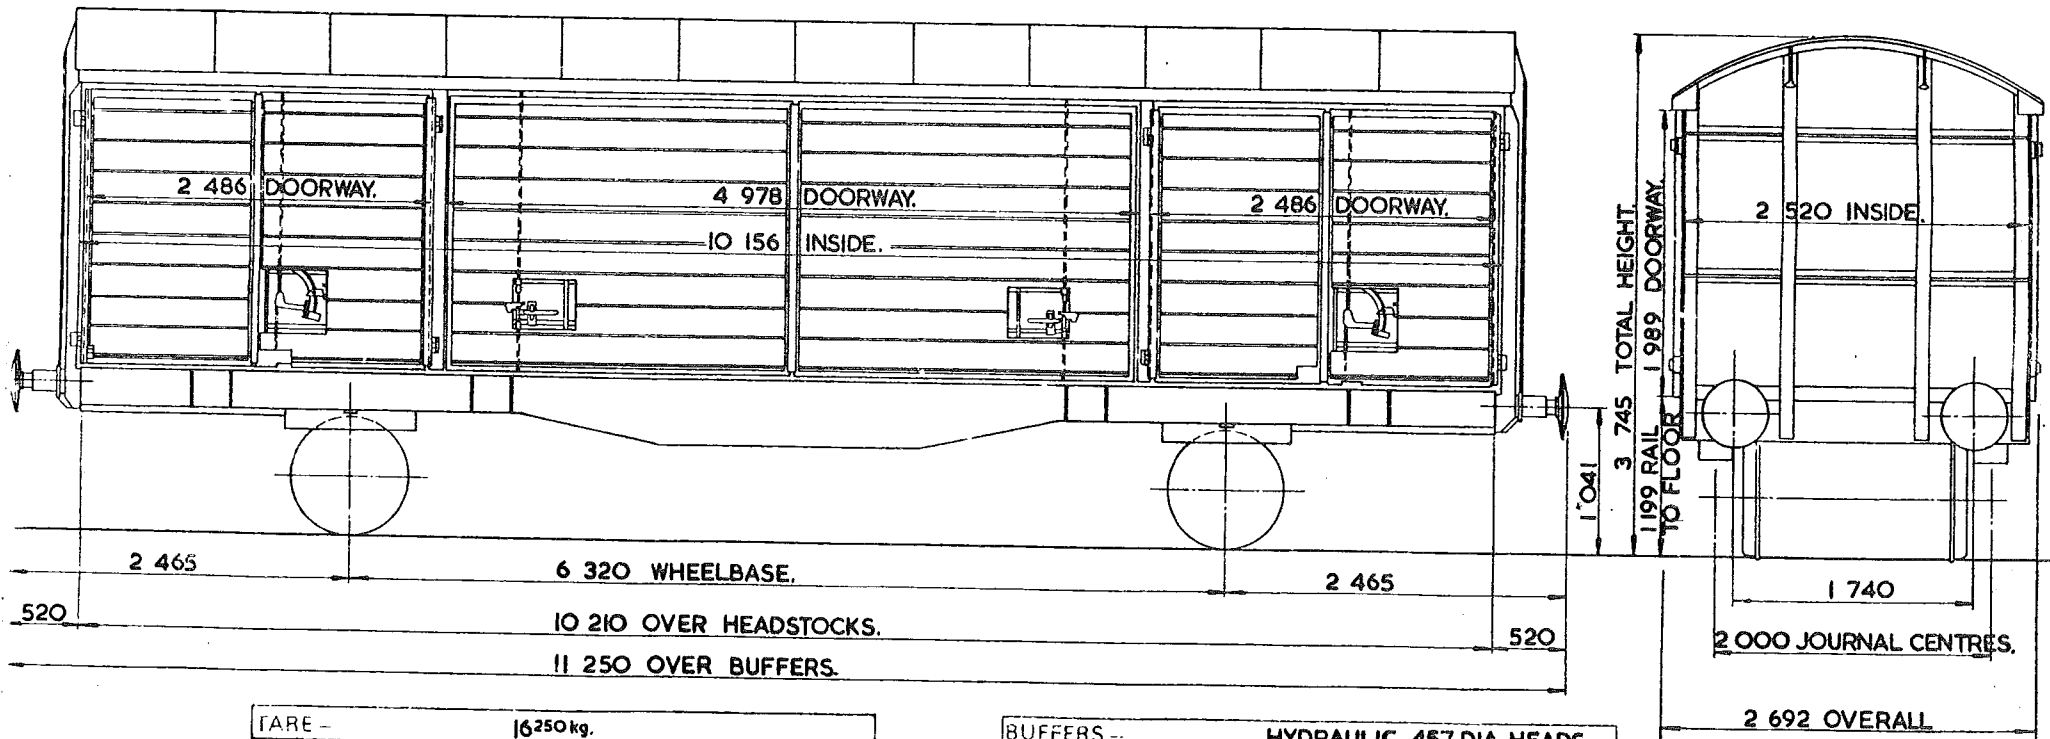 2 486 DOORWAY.
4 978 DOORWAY.
2 486 DOORWAY.
10 156 INSIDE.
2 520 INSIDE.
3 745 TOTAL HEIGHT.
1 989 DOORWAY.
1 199 RAIL
TO FLOOR
1 041
2 465
6 320 WHEELBASE.
2 465
1 740
520
10 210 OVER HEADSTOCKS.
520
2 000 JOURNAL CENTRES.
11 250 OVER BUFFERS.
2 692 OVERALL
TARE – 16250 kg.
BUFFERS – HYDRAULIC 457 DIA. HEADS